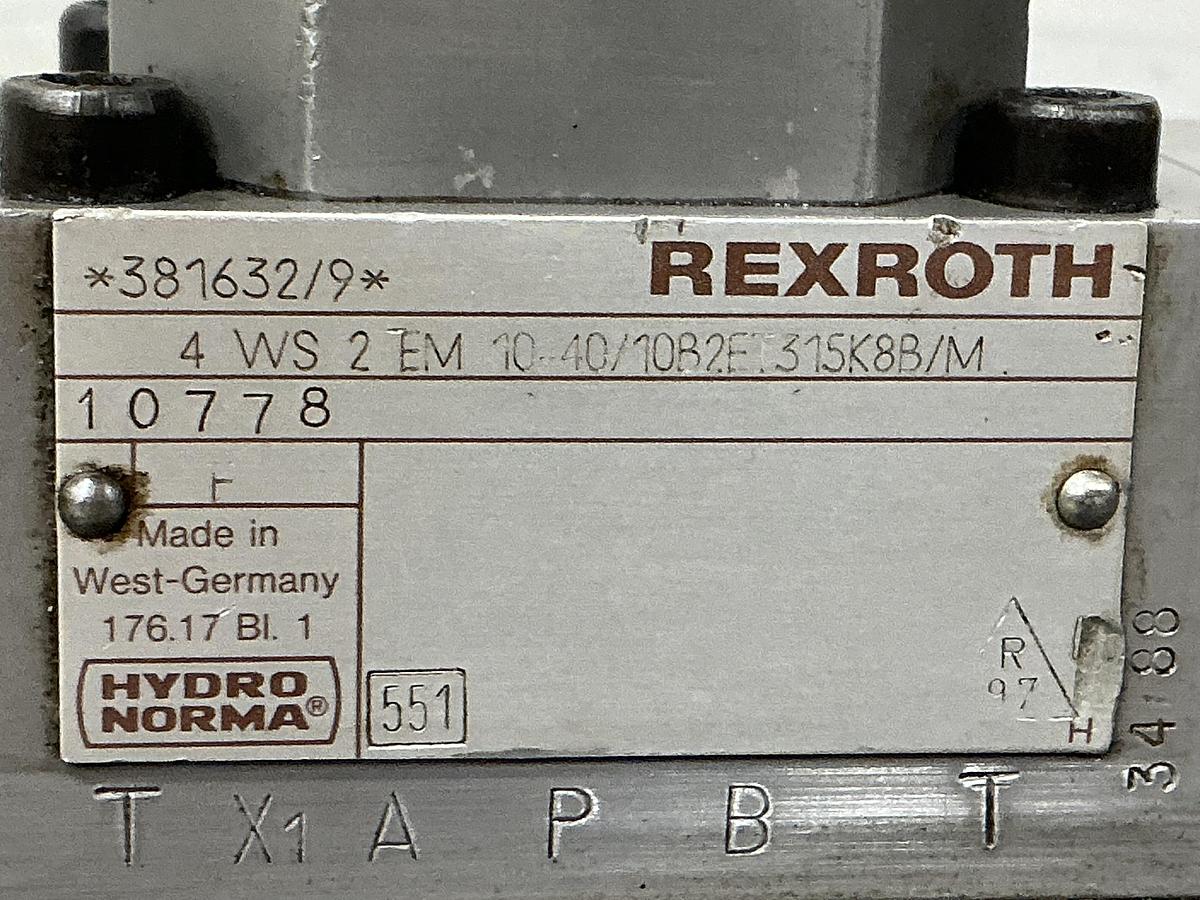 *381632/9*
REXROTH
4 WS 2 EM 10-40/10B2ET315K8B/M
10778
Made in
West-Germany
176.17 Bl. 1
HYDRO
NORMA®
551
R
97
H
34 88
T X1 A P B T